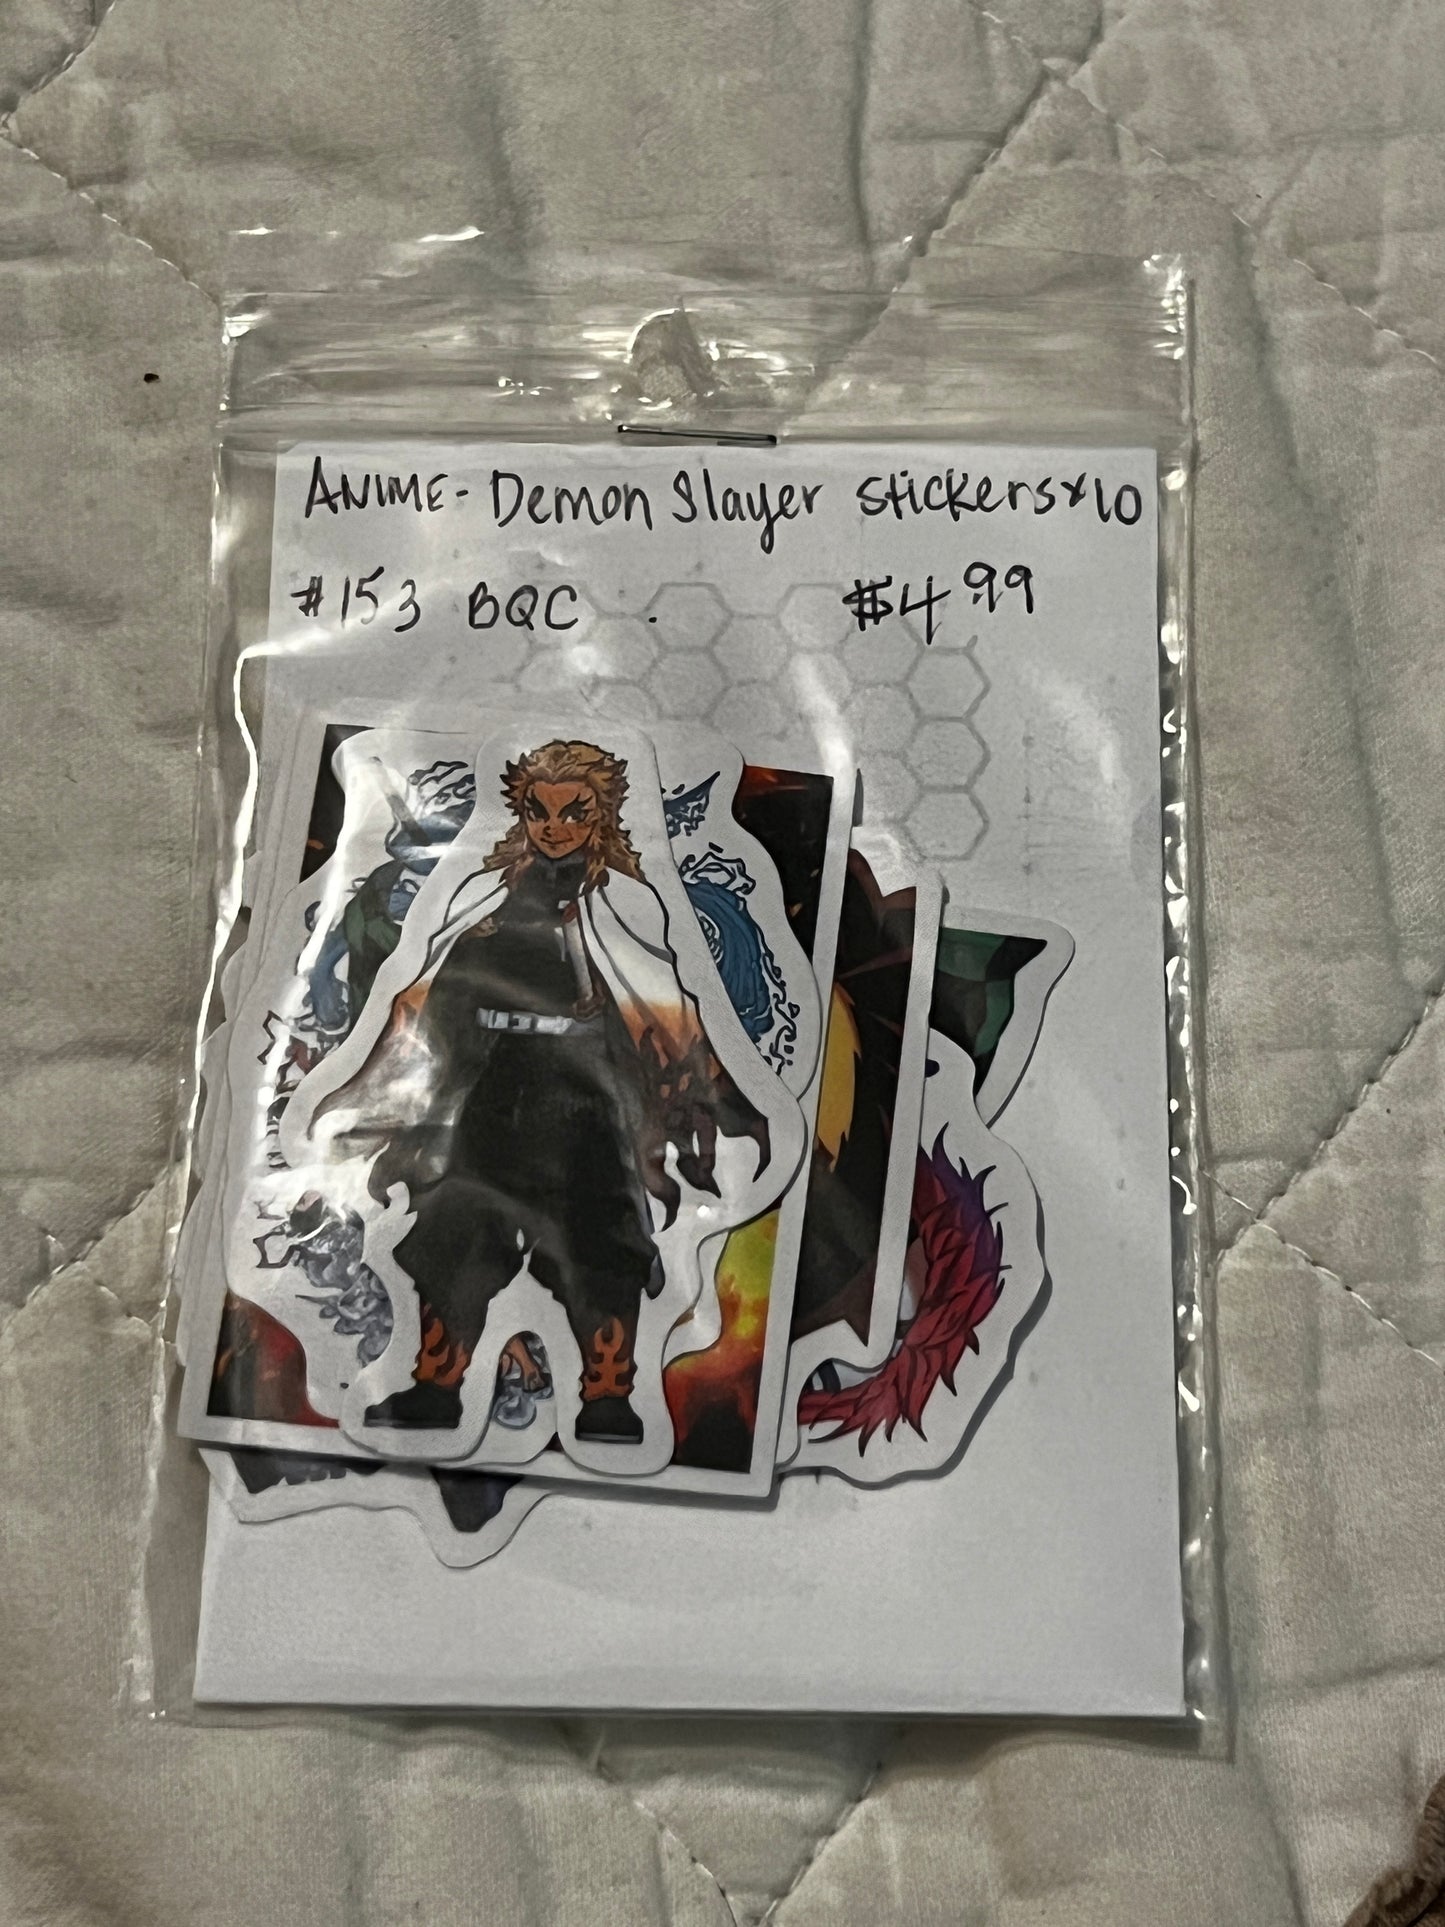 ANIME- Demon Slayer Stickers x10
#153 BQC . $4.99